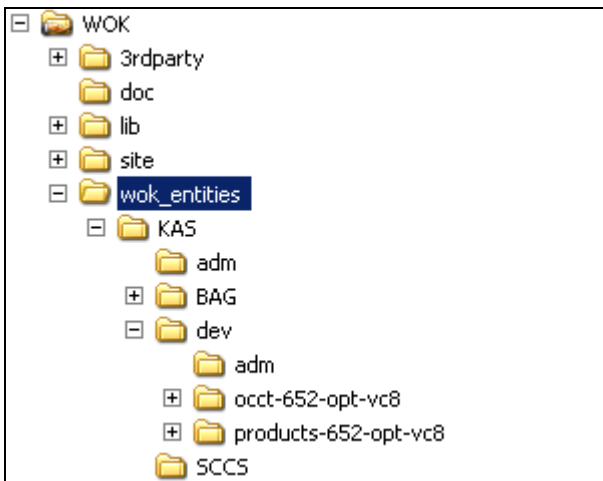 WOK
3rdparty
doc
lib
site
wok_entities
KAS
adm
BAG
dev
adm
occt-652-opt-vc8
products-652-opt-vc8
SCCS